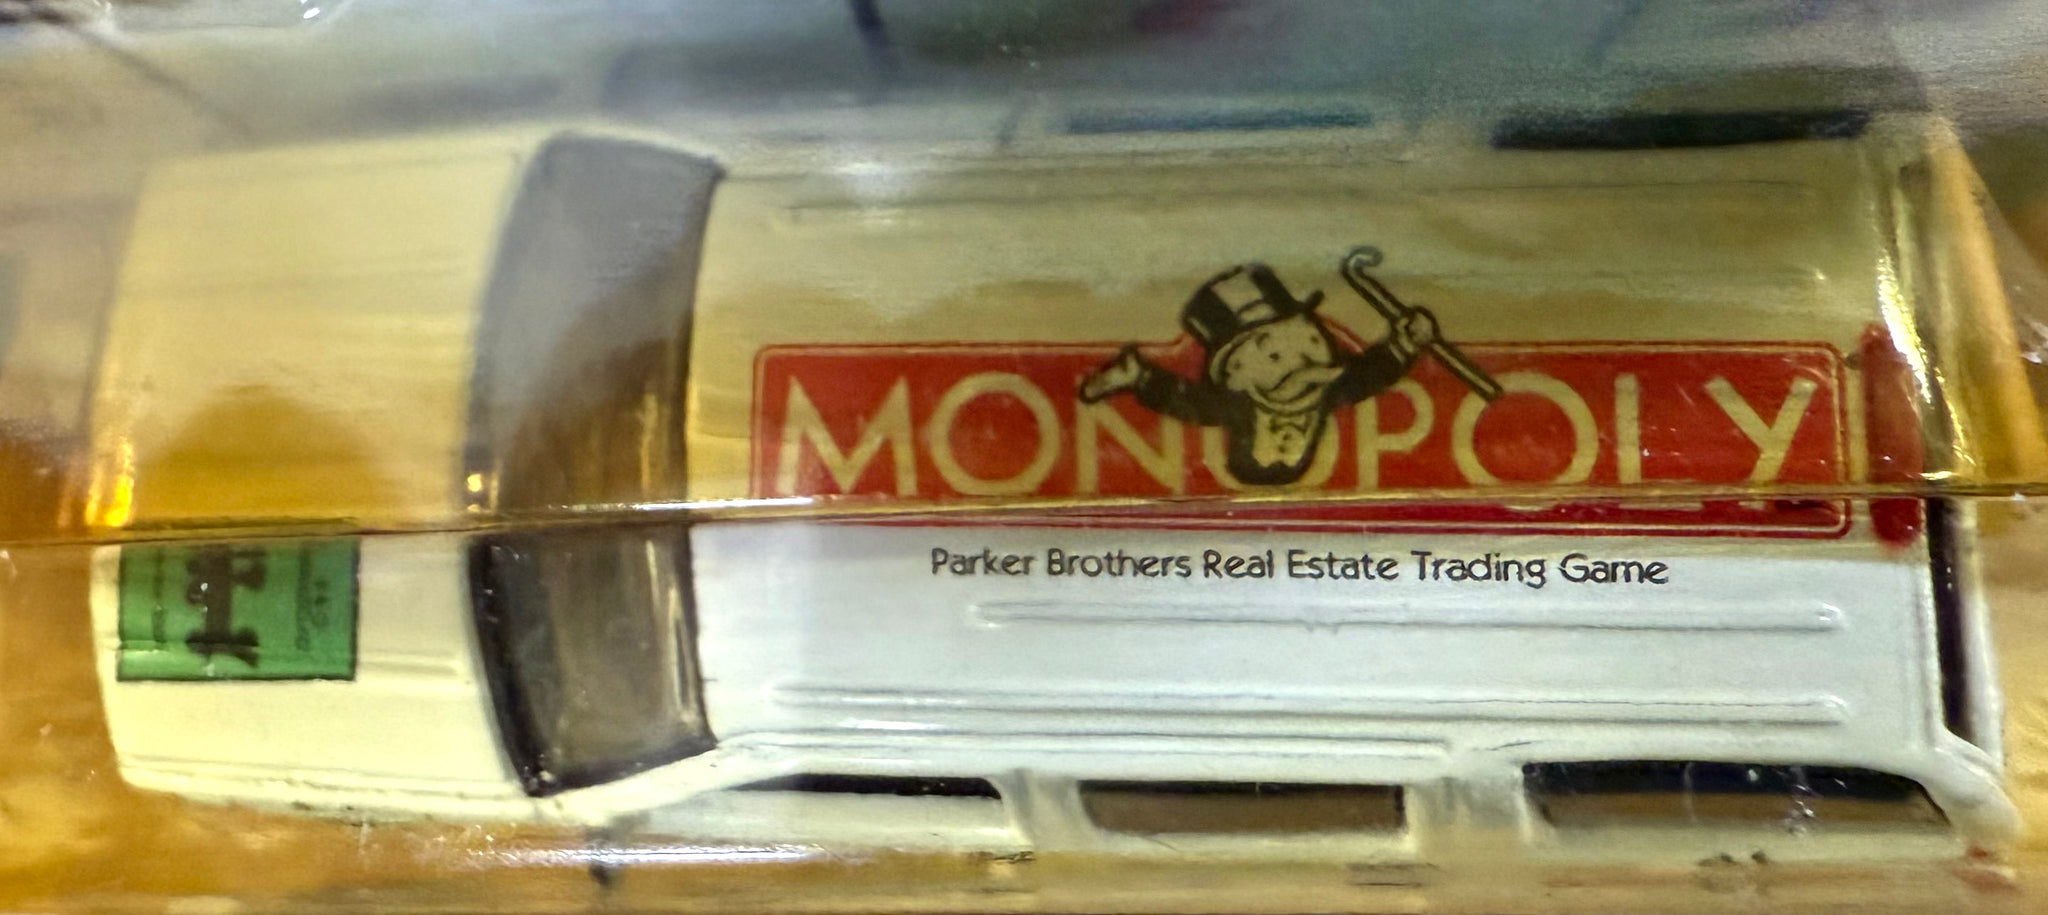 MONOPOLY
Parker Brothers Real Estate Trading Game